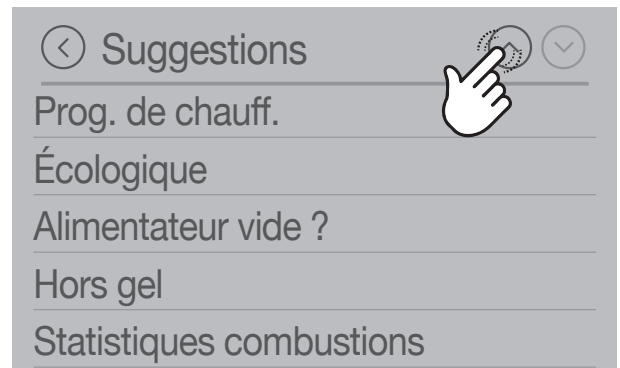 Suggestions
Prog. de chauff.
Écologique
Alimentateur vide ?
Hors gel
Statistiques combustions